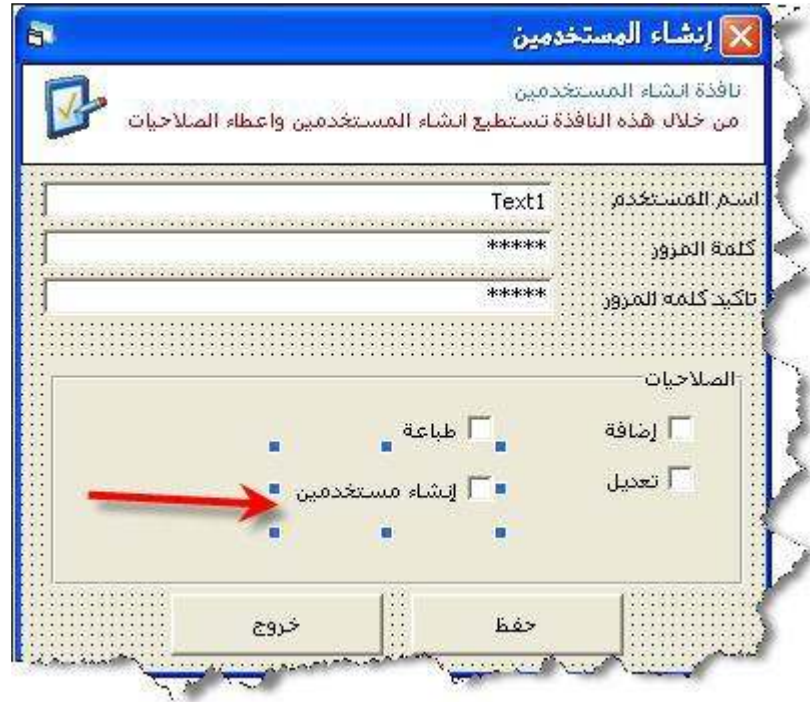 إنشاء المستخدمين
نافذة انشاء المستخدمين
من خلال هذه النافذة تستطيع انشاء المستخدمين واعطاء الصلاحيات
اسم المستخدم Text1
كلمة المرور *****
تاكيد كلمه المرور *****
الصلاحيات
إضافة طباعة
تعديل إنشاء مستخدمين
حفظ خروج